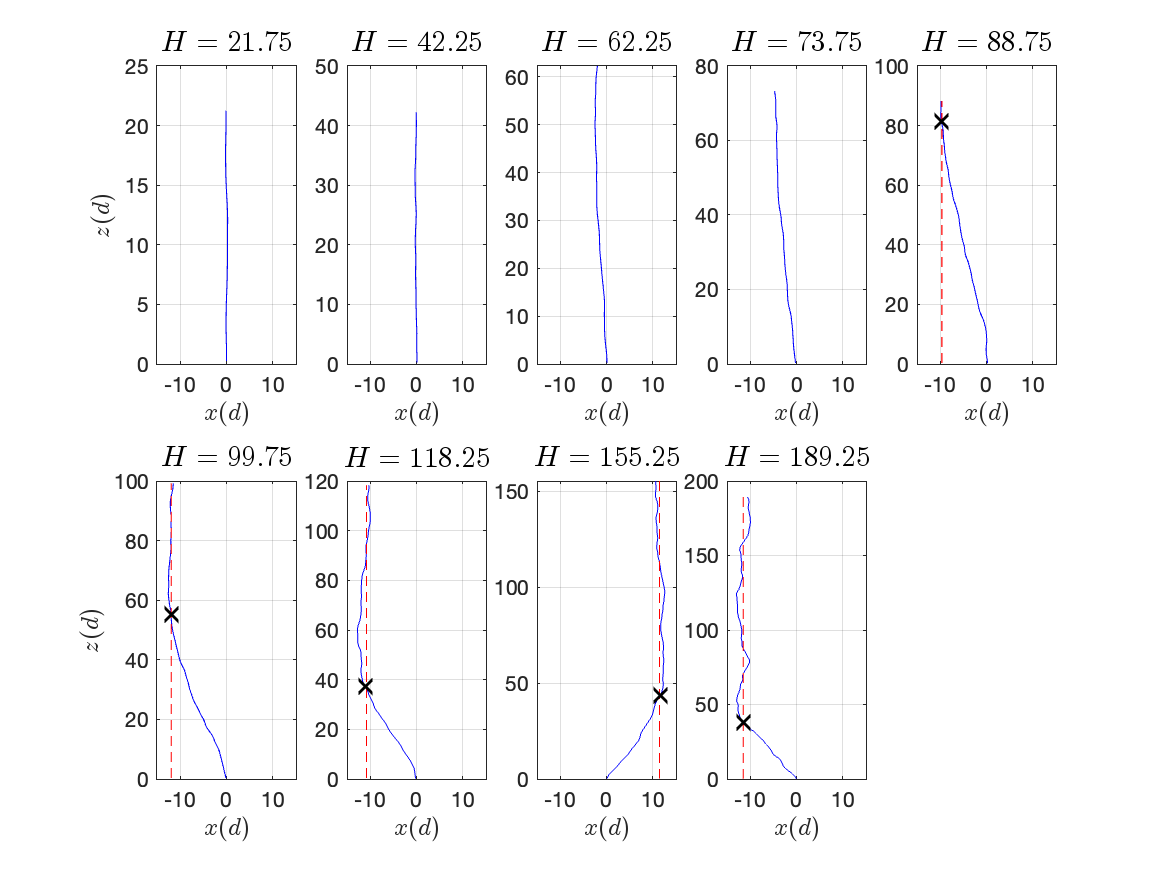 H = 21.75 H = 42.25 H = 62.25 H = 73.75 H = 88.75
25 50 60 80 100
20 40 50 60 80
15 30 40 40 60
10 20 30 20 40
5 10 20 0 20
0 0 10 0
0
z(d)
-10 0 10 -10 0 10 -10 0 10 -10 0 10 -10 0 10
x(d) x(d) x(d) x(d) x(d)
H = 99.75 H = 118.25 H = 155.25 H = 189.25
100 120 150 200
80 100 100 150
60 80 50 100
40 60 0 50
20 40 0
0 20
0
z(d)
-10 0 10 -10 0 10 -10 0 10 -10 0 10
x(d) x(d) x(d) x(d)